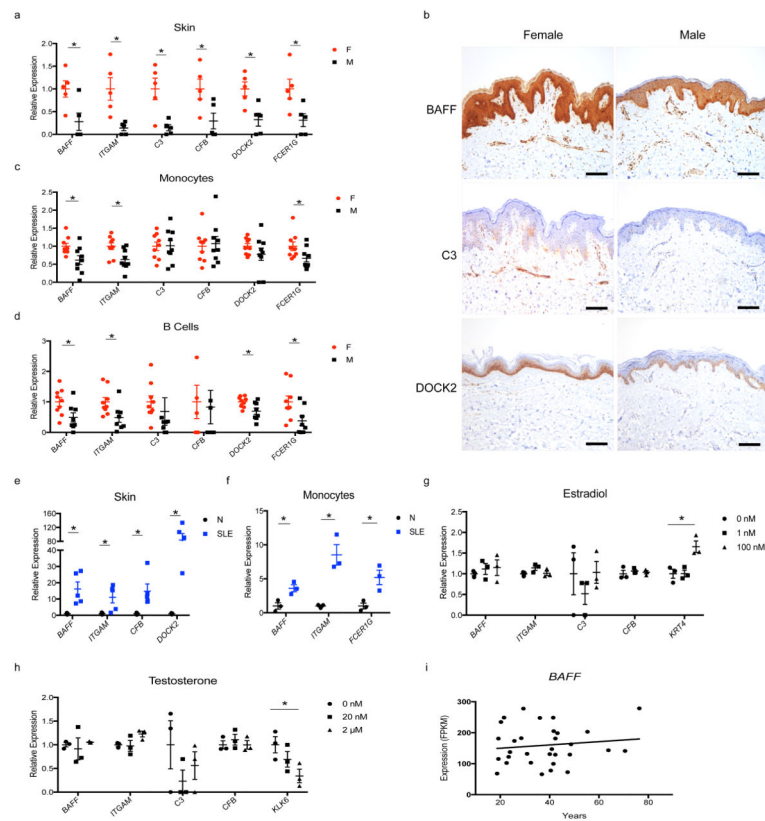 a
Skin
Relative Expression
1.5
1.0
0.5
0.0
* * * * * *
F
M
BAFF ITGAM C3 CFB DOCK2 FCER1G
b
Female Male
BAFF
C3
DOCK2
c
Monocytes
Relative Expression
2.5
2.0
1.5
1.0
0.5
0.0
* * *
F
M
BAFF ITGAM C3 CFB DOCK2 FCER1G
d
B Cells
Relative Expression
3
2
1
0
* * * *
F
M
BAFF ITGAM C3 CFB DOCK2 FCER1G
e
Skin
Relative Expression
160
140
120
100
80
30
20
10
0
* * * *
N
SLE
BAFF ITGAM CFB DOCK2
f
Monocytes
Relative Expression
15
10
5
0
* * *
BAFF ITGAM FCER1G
g
Estradiol
Relative Expression
2.5
2.0
1.5
1.0
0.5
0.0
*
0 nM
1 nM
100 nM
BAFF ITGAM C3 CFB KRT4
h
Testosterone
Relative Expression
2.0
1.5
1.0
0.5
0.0
*
0 nM
20 nM
2 μM
BAFF ITGAM C3 CFB KLK6
i
BAFF
Expression (FPKM)
300
200
100
0
20 40 60 80
Years